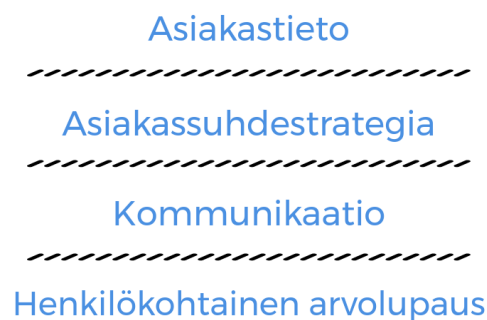 Asiakastieto
Asiakassuhdestrategia
Kommunikaatio
Henkilökohtainen arvolupaus